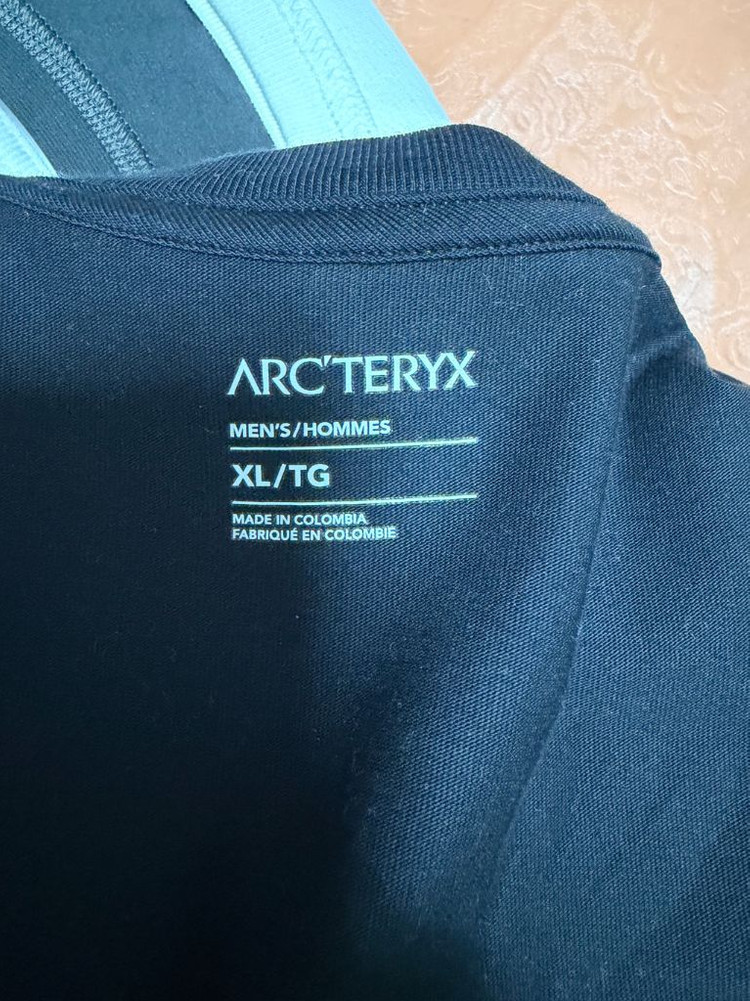 ARC'TERYX
MEN'S/HOMMES
XL/TG
MADE IN COLOMBIA
FABRIQUÉ EN COLOMBIE